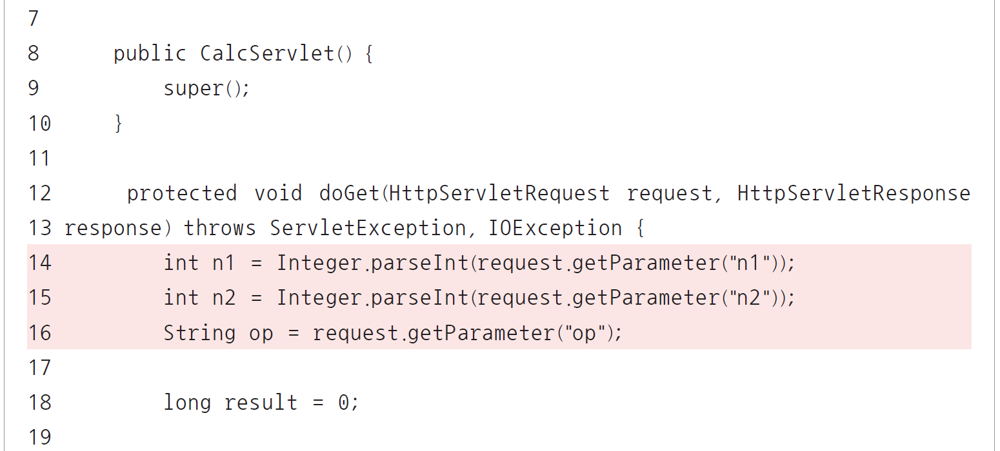 7
8 public CalcServlet() {
9 super();
10 }
11
12 protected void doGet(HttpServletRequest request, HttpServletResponse
13 response) throws ServletException, IOException {
14 int n1 = Integer.parseInt(request.getParameter("n1"));
15 int n2 = Integer.parseInt(request.getParameter("n2"));
16 String op = request.getParameter("op");
17
18 long result = 0;
19